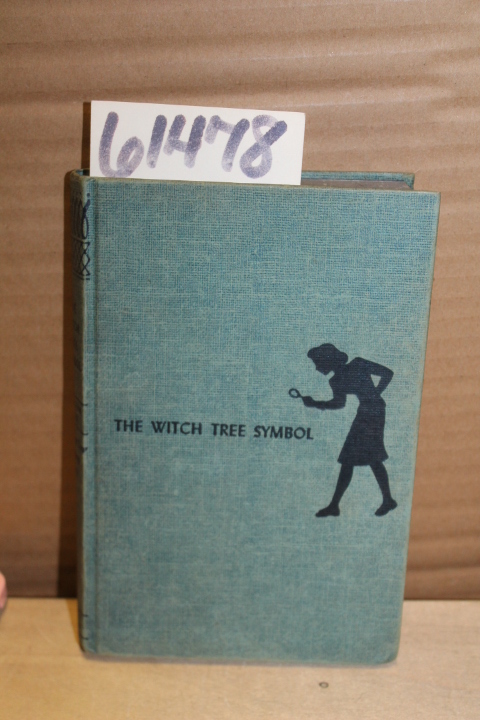 61478
THE WITCH TREE SYMBOL